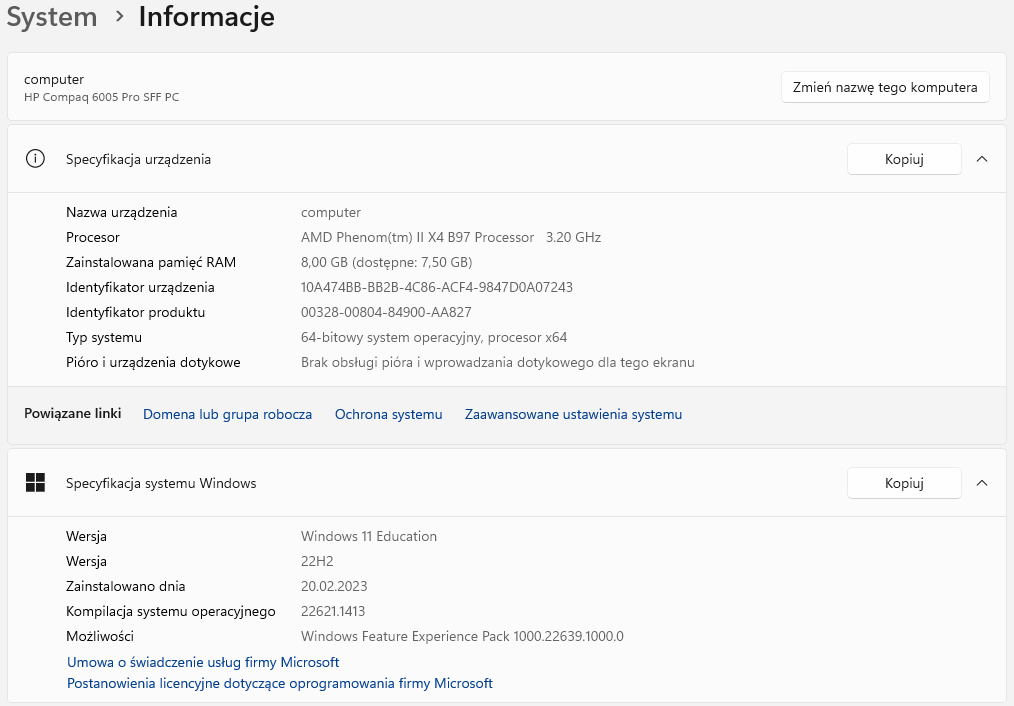 System > Informacje
computer
HP Compaq 6005 Pro SFF PC
Zmień nazwę tego komputera
Specyfikacja urządzenia
Kopiuj
Nazwa urządzenia computer
Procesor AMD Phenom(tm) II X4 B97 Processor 3.20 GHz
Zainstalowana pamięć RAM 8,00 GB (dostępne: 7,50 GB)
Identyfikator urządzenia 10A474BB-BB2B-4C86-ACF4-9847D0A07243
Identyfikator produktu 00328-00804-84900-AA827
Typ systemu 64-bitowy system operacyjny, procesor x64
Pióro i urządzenia dotykowe Brak obsługi pióra i wprowadzania dotykowego dla tego ekranu
Powiązane linki Domena lub grupa robocza Ochrona systemu Zaawansowane ustawienia systemu
Specyfikacja systemu Windows
Kopiuj
Wersja Windows 11 Education
Wersja 22H2
Zainstalowano dnia 20.02.2023
Kompilacja systemu operacyjnego 22621.1413
Możliwości Windows Feature Experience Pack 1000.22639.1000.0
Umowa o świadczenie usług firmy Microsoft
Postanowienia licencyjne dotyczące oprogramowania firmy Microsoft